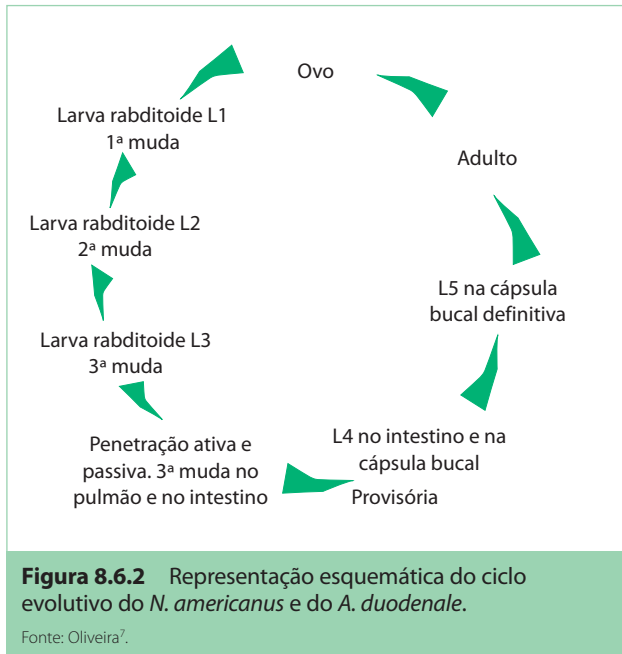 Ovo
Larva rabditoide L1
1ª muda
Larva rabditoide L2
2ª muda
Larva rabditoide L3
3ª muda
Penetração ativa e
passiva. 3ª muda no
pulmão e no intestino
L4 no intestino e na
cápsula bucal
Provisória
L5 na cápsula
bucal definitiva
Adulto
Figura 8.6.2 Representação esquemática do ciclo
evolutivo do N. americanus e do A. duodenale.
Fonte: Oliveira⁷.